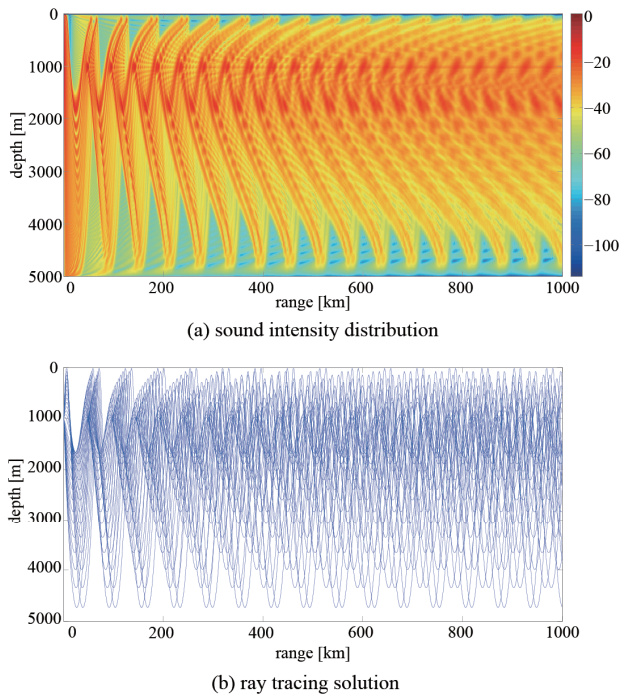 0
1000
2000
3000
4000
5000
depth [m]
0 200 400 600 800 1000
range [km]
0
−20
−40
−60
−80
−100
(a) sound intensity distribution
0
1000
2000
3000
4000
5000
depth [m]
0 200 400 600 800 1000
range [km]
(b) ray tracing solution